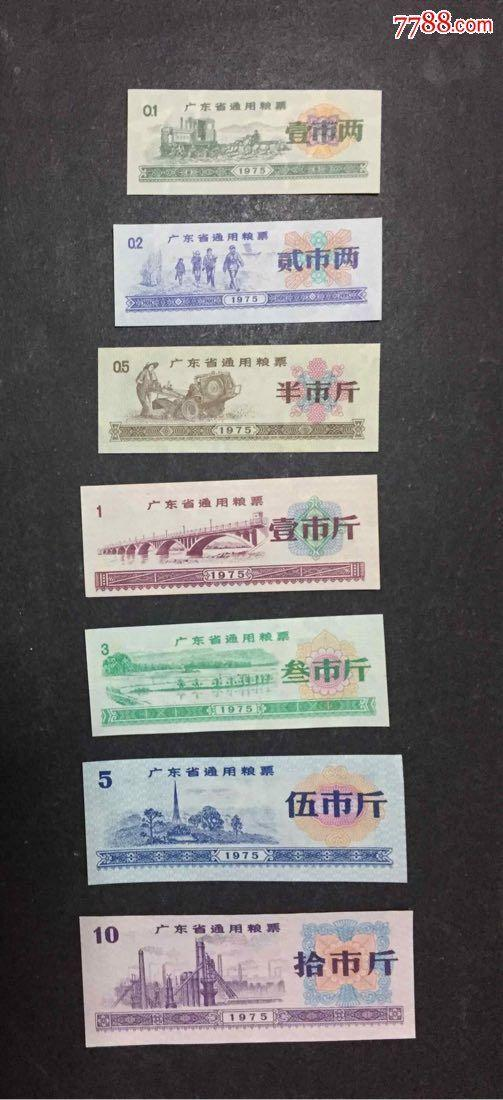 7788.com
0.1 广东省通用粮票
壹市两
1975
0.2 广东省通用粮票
贰市两
1975
0.5 广东省通用粮票
半市斤
1975
1 广东省通用粮票
壹市斤
1975
3 广东省通用粮票
叁市斤
1975
5 广东省通用粮票
伍市斤
1975
10 广东省通用粮票
拾市斤
1975